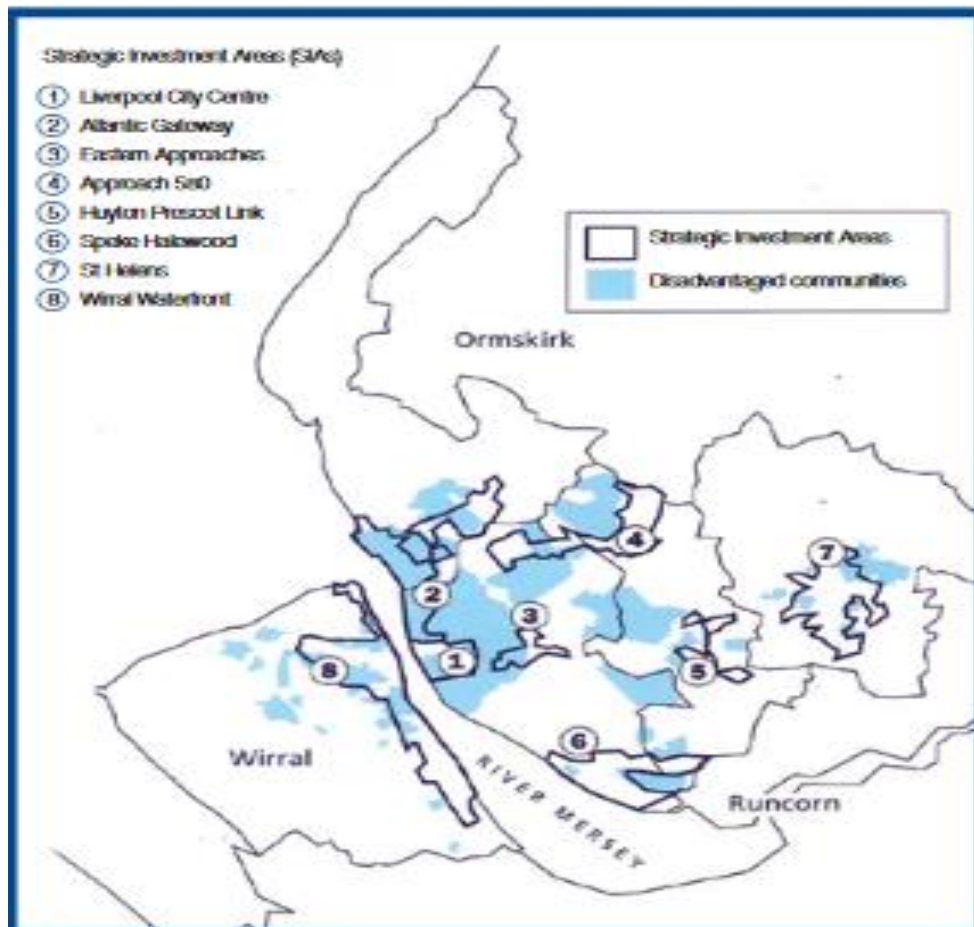 Strategic Investment Areas (SIAs)
1 Liverpool City Centre
2 Atlantic Gateway
3 Eastern Approaches
4 Approach 580
5 Huyton Prescot Link
6 Speke Halewood
7 St Helens
8 Wirral Waterfront
Strategic Investment Areas
Disadvantaged communities
Ormskirk
4
7
2
3
1
5
8
6
Wirral
RIVER MERSEY
Runcorn